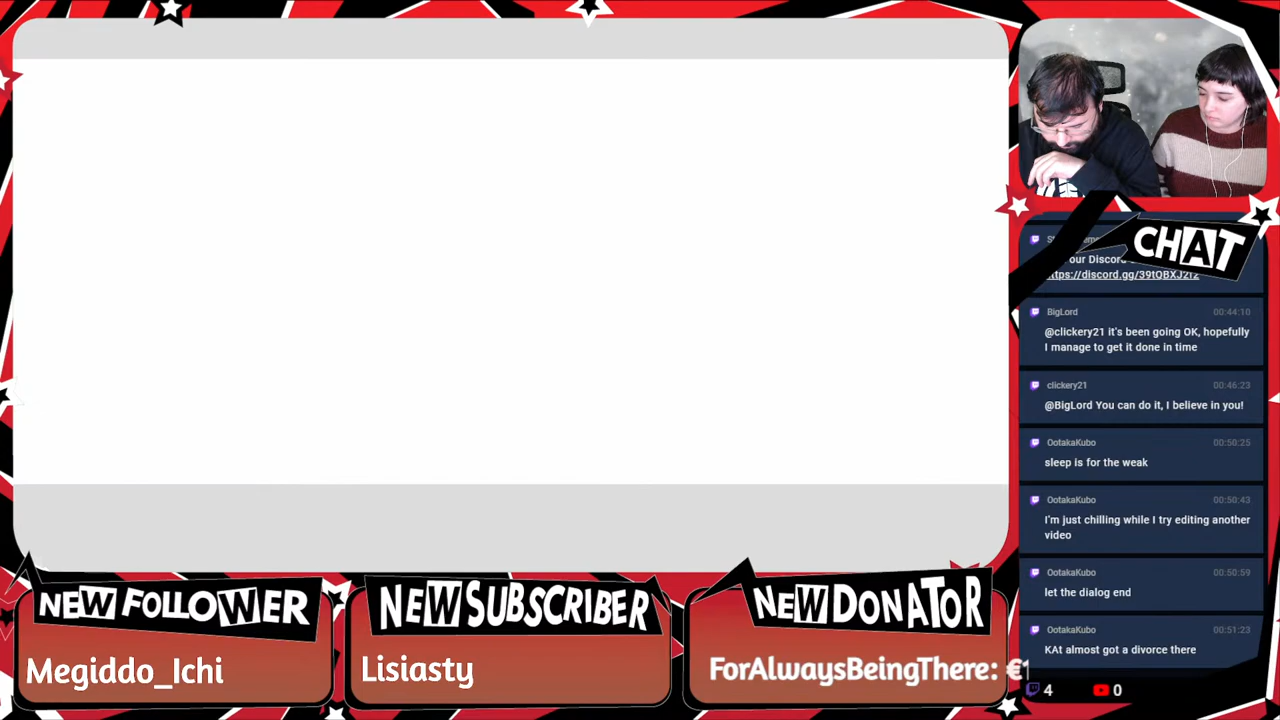 CHAT
our Discord
BigLord 00:44:10
@clickery21 it's been going OK, hopefully
I manage to get it done in time
clickery21 00:46:23
@BigLord You can do it, I believe in you!
OotakaKubo 00:50:25
sleep is for the weak
OotakaKubo 00:50:43
I'm just chilling while I try editing another
video
OotakaKubo 00:50:59
let the dialog end
OotakaKubo 00:51:23
KAt almost got a divorce there
4 0
NEW FOLLOWER
Megiddo_Ichi
NEW SUBSCRIBER
Lisiasty
NEW DONATOR
ForAlwaysBeingThere: €1